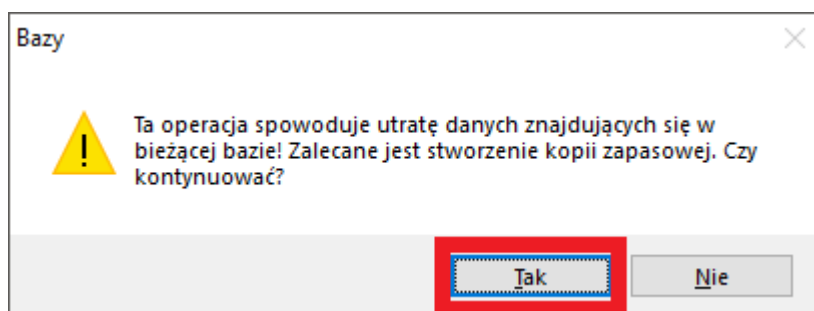 Bazy
Ta operacja spowoduje utratę danych znajdujących się w
bieżącej bazie! Zalecane jest stworzenie kopii zapasowej. Czy
kontynuować?
Tak
Nie